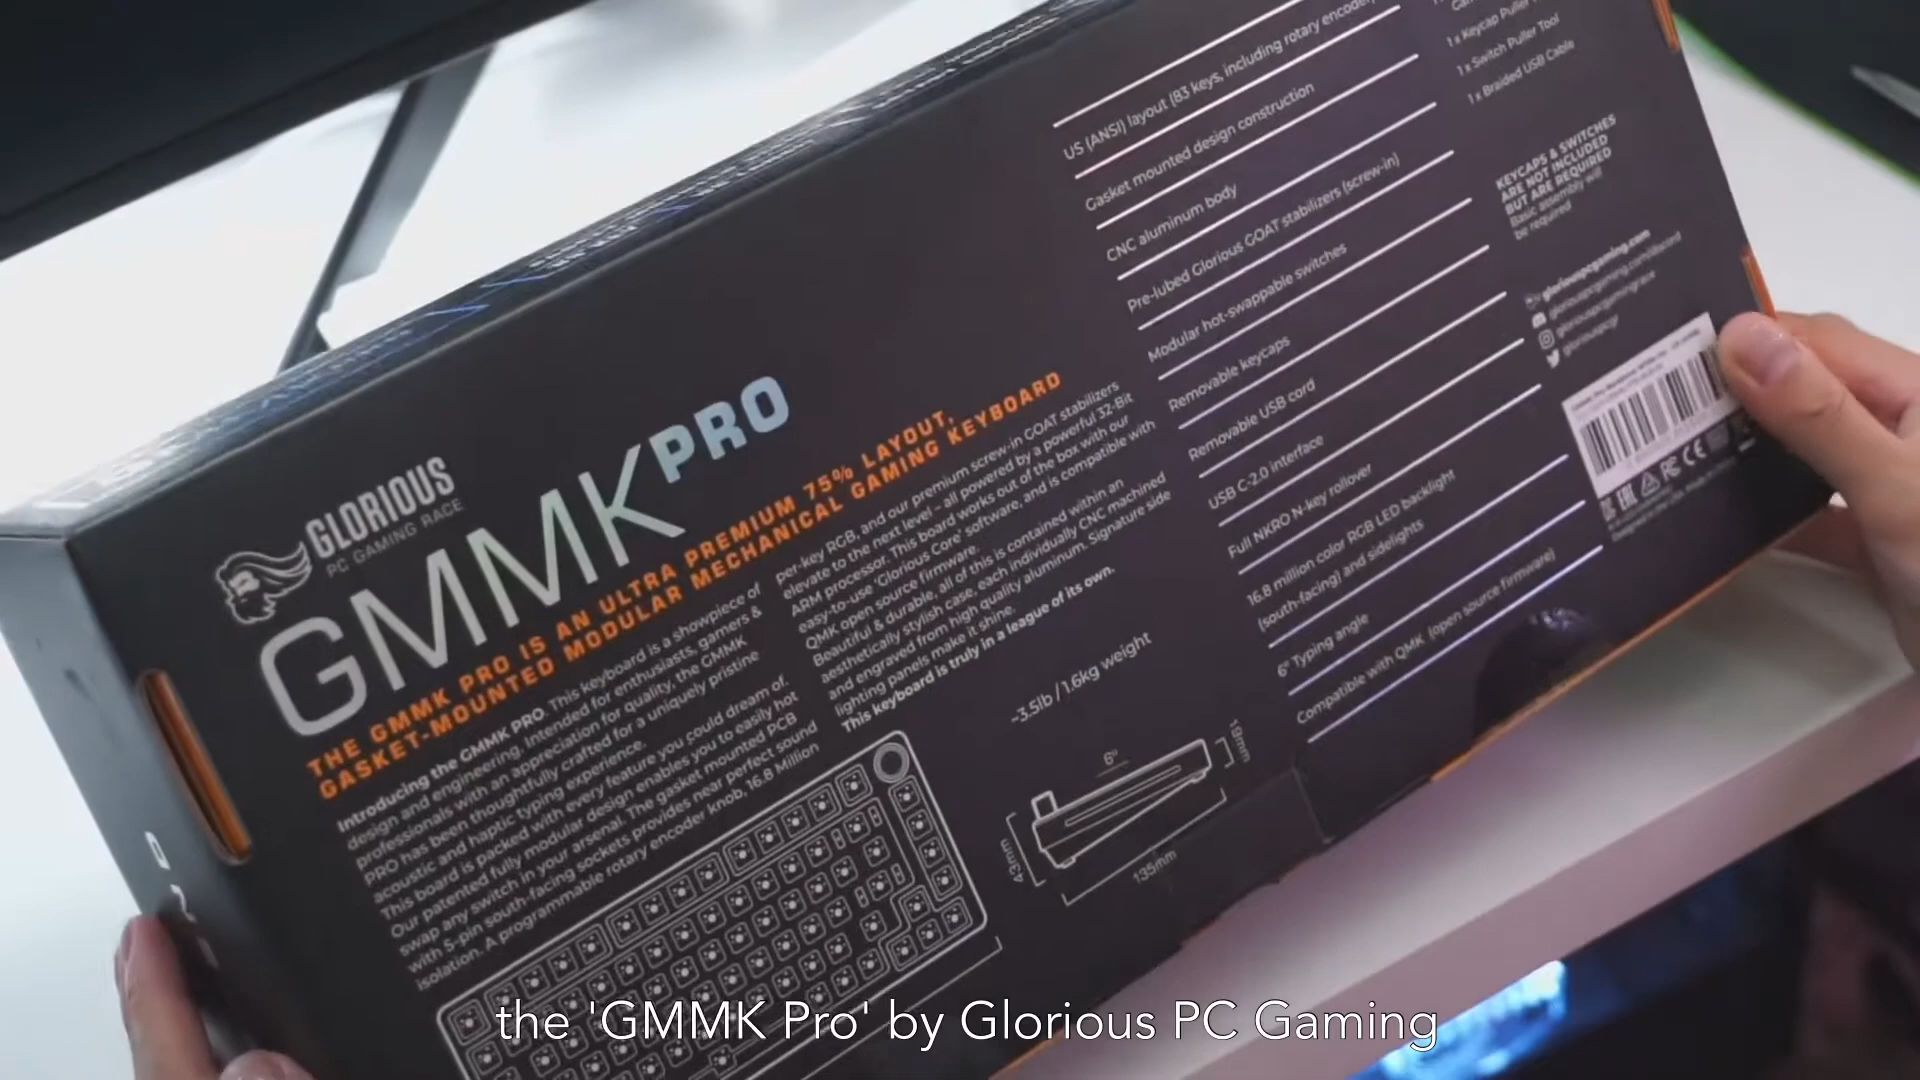 GLORIOUS
PC GAMING RACE
GMMK PRO
THE GMMK PRO IS AN ULTRA PREMIUM 75% LAYOUT,
GASKET-MOUNTED MODULAR MECHANICAL GAMING KEYBOARD
Introducing the GMMK PRO. This keyboard is a showpiece of
design and engineering. Intended for enthusiasts, gamers &
professionals with an appreciation for quality, the GMMK
PRO has been thoughtfully crafted for a uniquely pristine
acoustic and haptic typing experience.
This board is packed with every feature you could dream of.
Our patented fully modular design enables you to easily hot
swap any switch in your arsenal. The gasket mounted PCB
with 5-pin south-facing sockets provides near perfect sound
isolation. A programmable rotary encoder knob, 16.8 Million
per-key RGB, and our premium screw-in GOAT stabilizers
elevate to the next level – all powered by a powerful 32-Bit
ARM processor. This board works out of the box with our
easy-to-use 'Glorious Core' software, and is compatible with
QMK open source firmware.
Beautiful & durable, all of this is contained within an
aesthetically stylish case, each individually CNC machined
and engraved from high quality aluminum. Signature side
lighting panels make it shine.
This keyboard is truly in a league of its own.
~3.5lb / 1.6kg weight
6°
19mm
43mm
135mm
US (ANSI) layout (83 keys, including rotary encoder)
Gasket mounted design construction
CNC aluminum body
Pre-lubed Glorious GOAT stabilizers (screw-in)
Modular hot-swappable switches
Removable keycaps
Removable USB cord
USB C-2.0 interface
Full NKRO N-key rollover
16.8 million color RGB LED backlight
(south-facing) and sidelights
6° Typing angle
Compatible with QMK (open source firmware)
1 x Keycap Puller
1 x Switch Puller Tool
1 x Braided USB Cable
KEYCAPS & SWITCHES
ARE NOT INCLUDED
BUT ARE REQUIRED
Basic assembly will
be required
gloriouspcgaming.com
gloriouspcgaming.com/discord
gloriouspcgamingrace
gloriouspcgr
the 'GMMK Pro' by Glorious PC Gaming